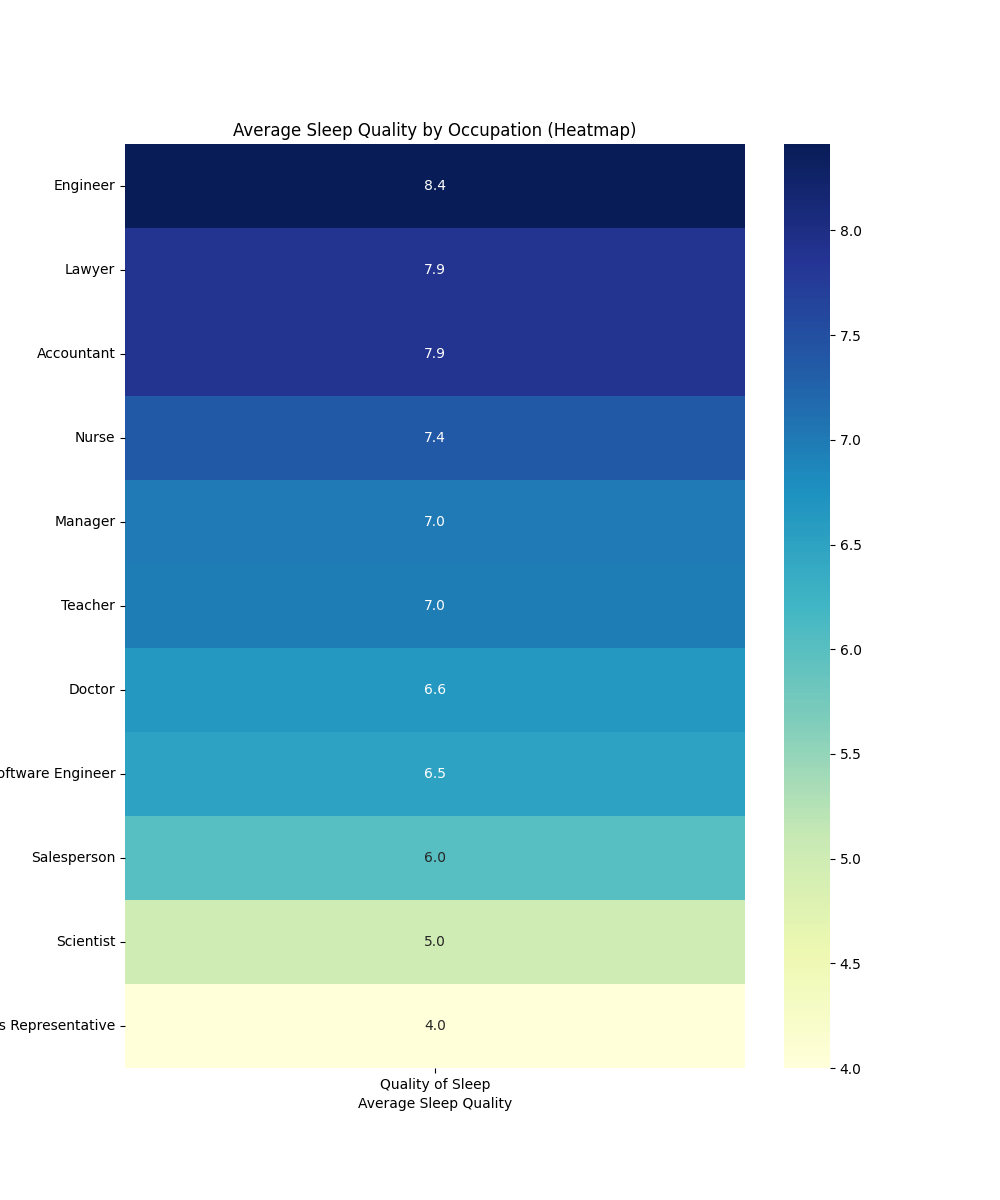 Average Sleep Quality by Occupation (Heatmap)
Engineer 8.4
Lawyer 7.9
Accountant 7.9
Nurse 7.4
Manager 7.0
Teacher 7.0
Doctor 6.6
oftware Engineer 6.5
Salesperson 6.0
Scientist 5.0
s Representative 4.0
Quality of Sleep
Average Sleep Quality
8.0
7.5
7.0
6.5
6.0
5.5
5.0
4.5
4.0